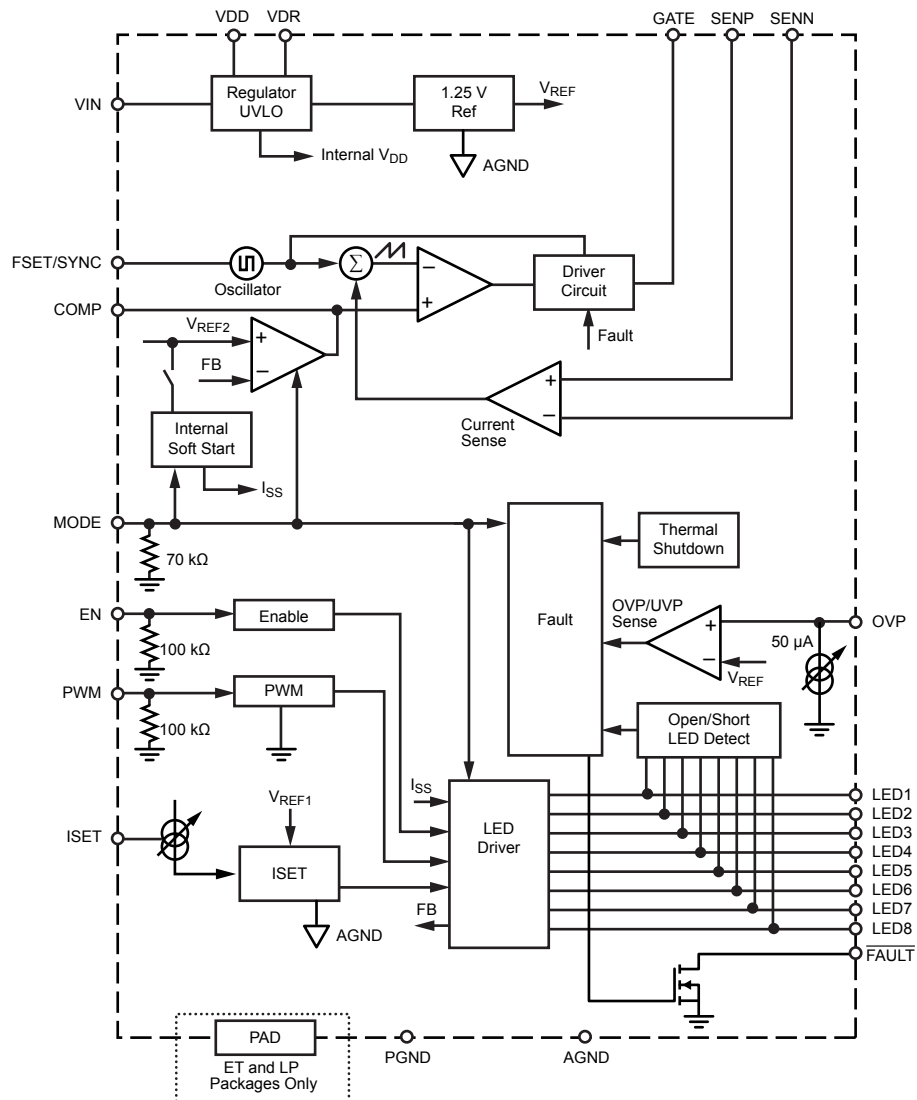 VDD VDR
GATE SENP SENN
VIN
Regulator
UVLO
1.25 V
Ref
VREF
Internal VDD
AGND
FSET/SYNC
Oscillator
Σ
−
+
Driver
Circuit
COMP
Fault
VREF2
+
FB
−
+
−
Current
Sense
Internal
Soft Start
ISS
MODE
70 kΩ
Fault
Thermal
Shutdown
EN
Enable
100 kΩ
OVP/UVP
Sense
+
−
VREF
50 µA
OVP
PWM
PWM
100 kΩ
Open/Short
LED Detect
ISS
VREF1
ISET
ISET
AGND
FB
LED
Driver
LED1
LED2
LED3
LED4
LED5
LED6
LED7
LED8
FAULT
PAD
ET and LP
Packages Only
PGND
AGND